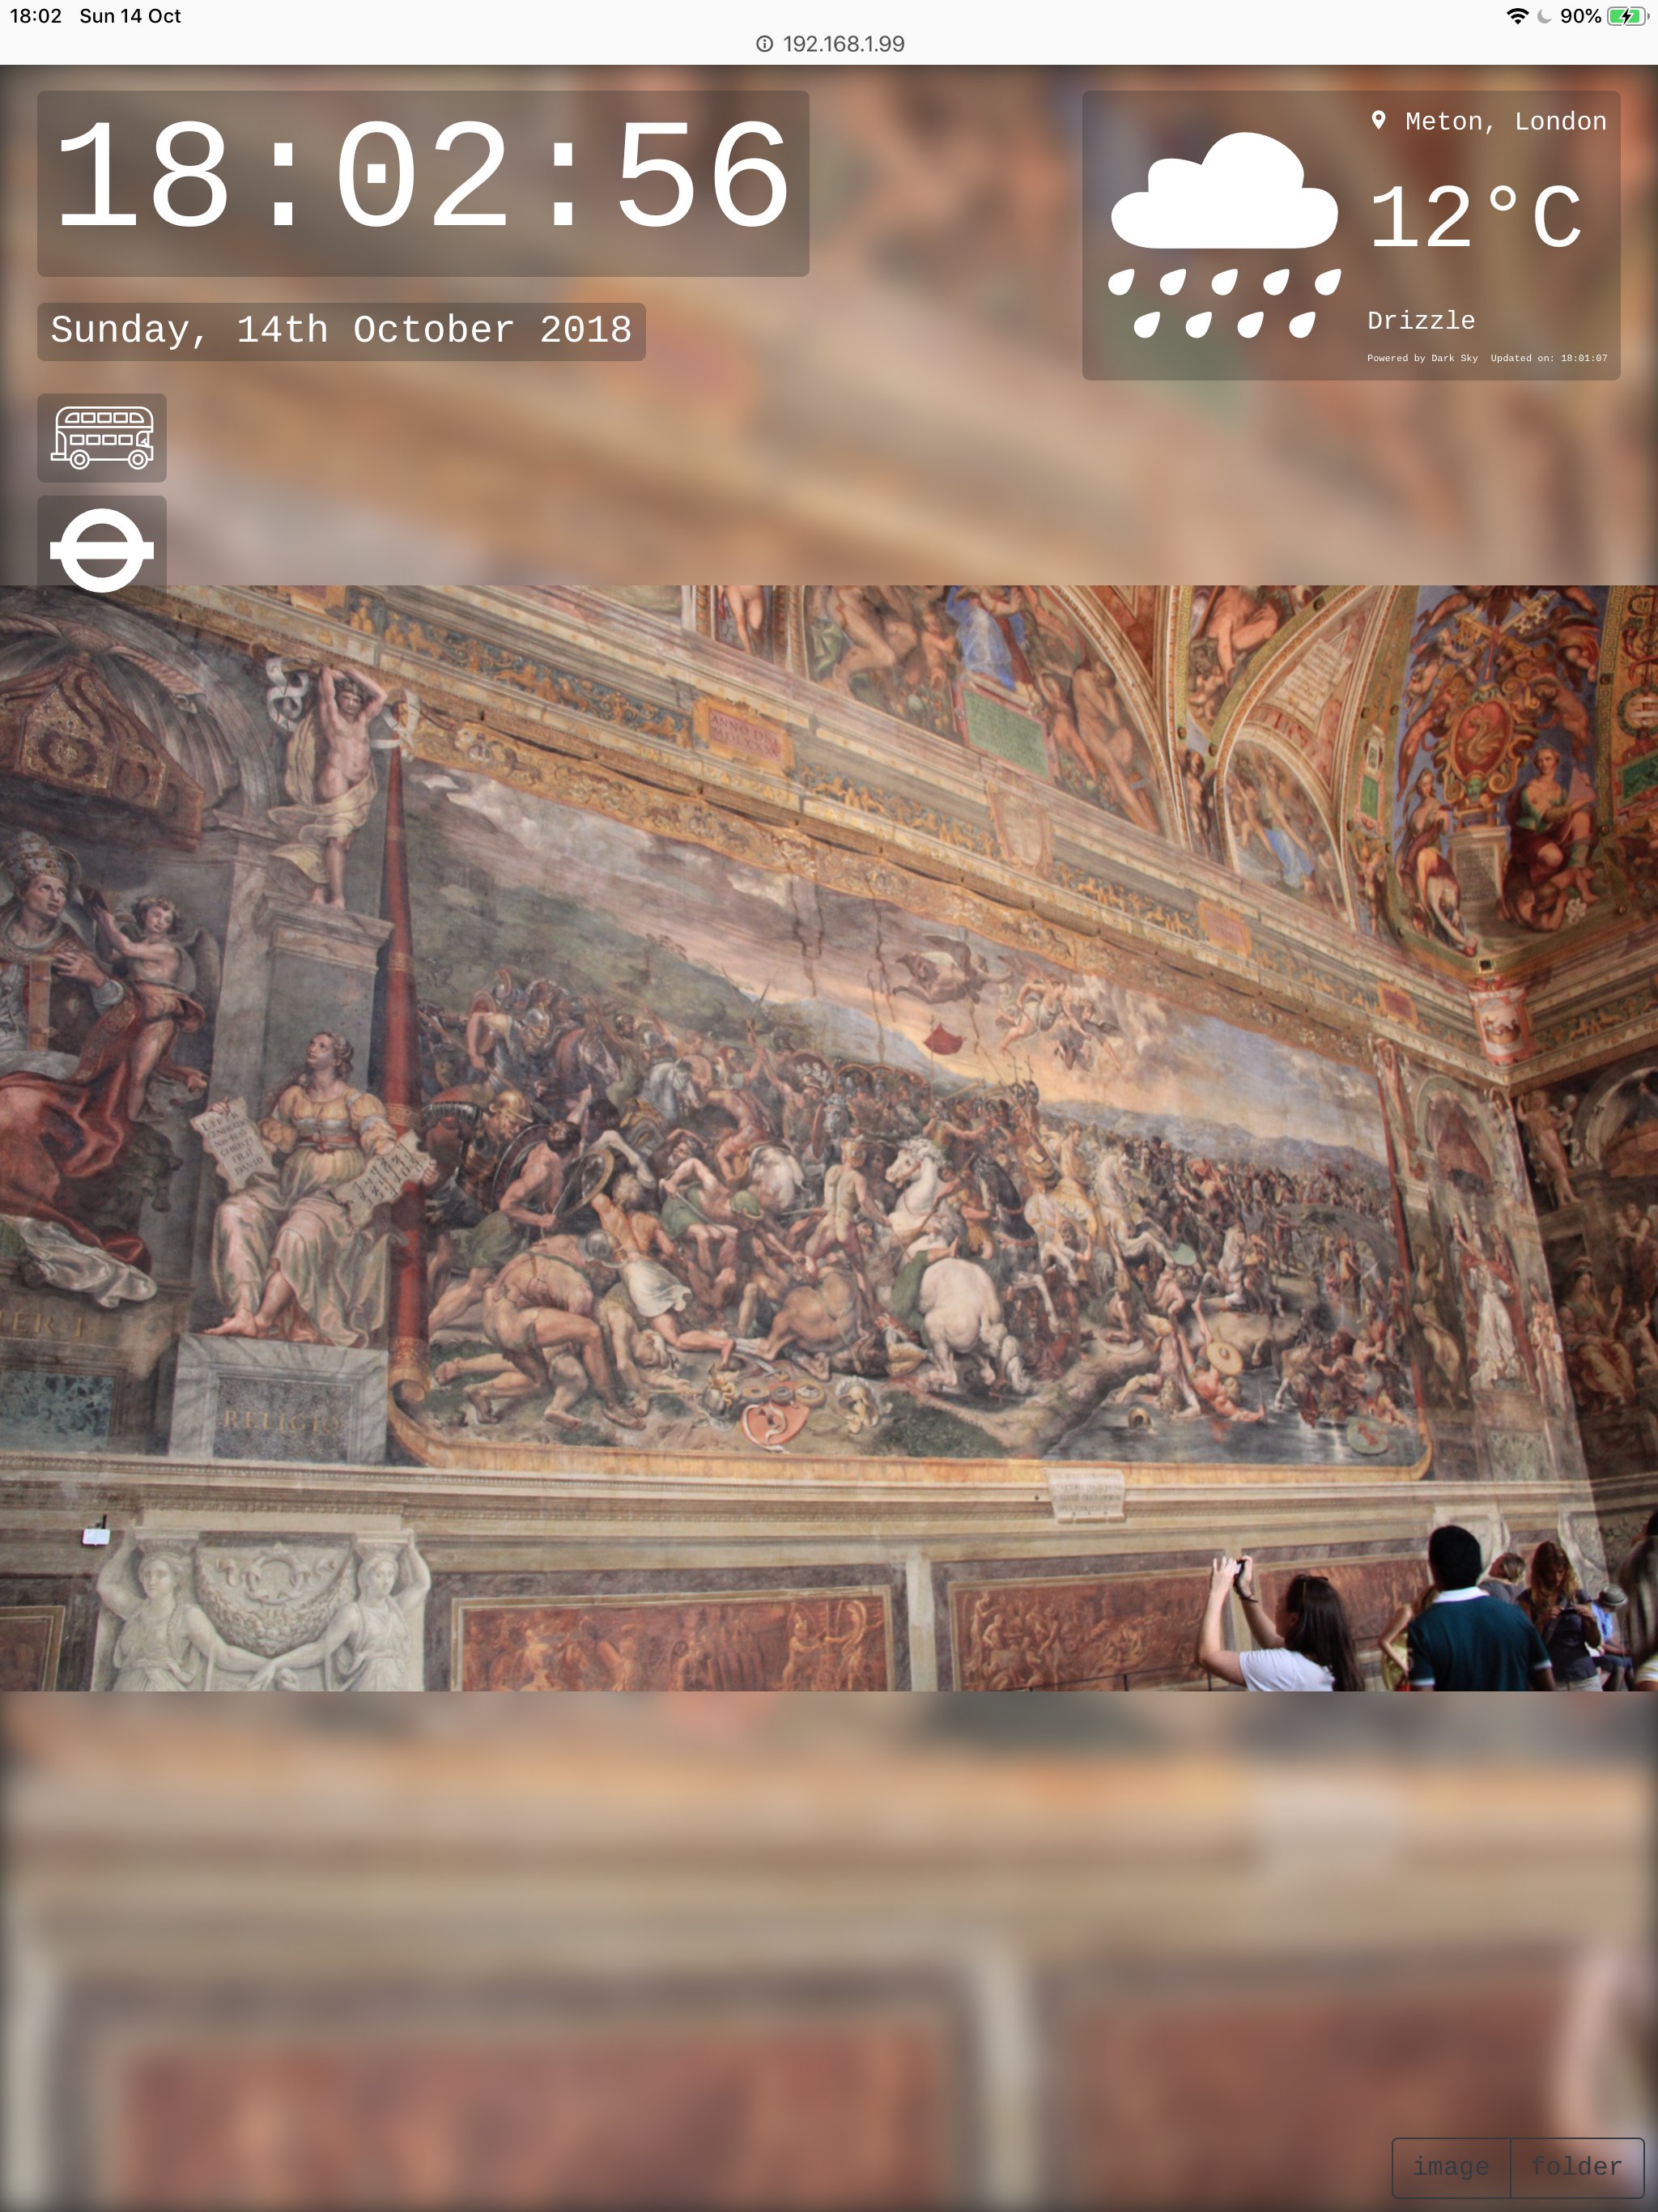 18:02 Sun 14 Oct
90%
192.168.1.99
18:02:56
Meton, London
12°C
Sunday, 14th October 2018
Drizzle
Powered by Dark Sky Updated on: 18:01:07
RELIGIO
image folder